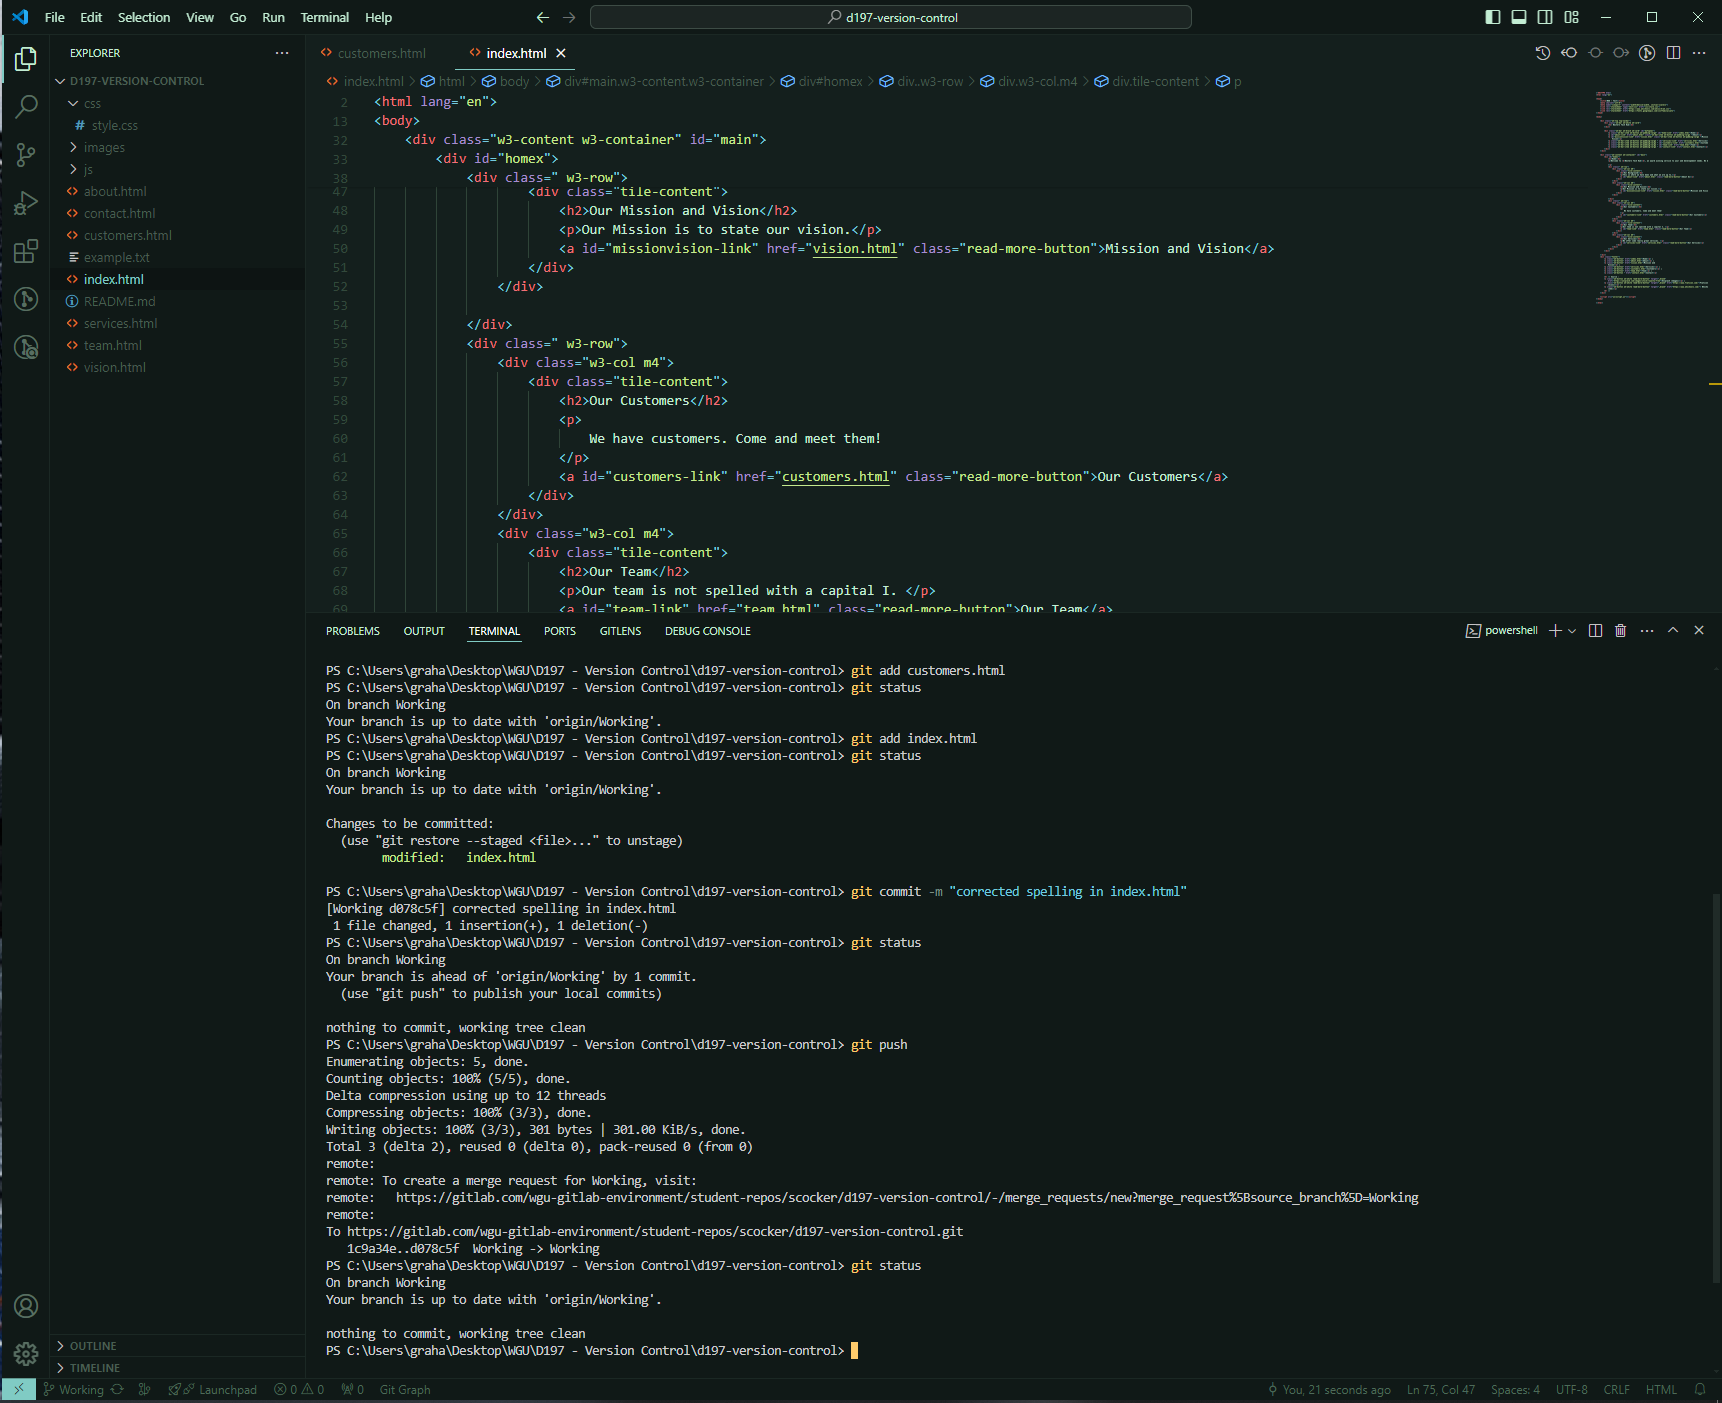 File Edit Selection View Go Run Terminal Help
d197-version-control
EXPLORER
D197-VERSION-CONTROL
css
# style.css
images
js
about.html
contact.html
customers.html
example.txt
index.html
README.md
services.html
team.html
vision.html
OUTLINE
TIMELINE
customers.html
index.html
index.html > html > body > div#main.w3-content.w3-container > div#homex > div..w3-row > div.w3-col.m4 > div.tile-content > p
2 <html lang="en">
13 <body>
32 <div class="w3-content w3-container" id="main">
33 <div id="homex">
38 <div class=" w3-row">
47 <div class="tile-content">
48 <h2>Our Mission and Vision</h2>
49 <p>Our Mission is to state our vision.</p>
50 <a id="missionvision-link" href="vision.html" class="read-more-button">Mission and Vision</a>
51 </div>
52 </div>
53
54 </div>
55 <div class=" w3-row">
56 <div class="w3-col m4">
57 <div class="tile-content">
58 <h2>Our Customers</h2>
59 <p>
60 We have customers. Come and meet them!
61 </p>
62 <a id="customers-link" href="customers.html" class="read-more-button">Our Customers</a>
63 </div>
64 </div>
65 <div class="w3-col m4">
66 <div class="tile-content">
67 <h2>Our Team</h2>
68 <p>Our team is not spelled with a capital I. </p>
69 <a id="team-link" href="team.html" class="read-more-button">Our Team</a>
PROBLEMS OUTPUT TERMINAL PORTS GITLENS DEBUG CONSOLE
powershell
PS C:\Users\graha\Desktop\WGU\D197 - Version Control\d197-version-control> git add customers.html
PS C:\Users\graha\Desktop\WGU\D197 - Version Control\d197-version-control> git status
On branch Working
Your branch is up to date with 'origin/Working'.
PS C:\Users\graha\Desktop\WGU\D197 - Version Control\d197-version-control> git add index.html
PS C:\Users\graha\Desktop\WGU\D197 - Version Control\d197-version-control> git status
On branch Working
Your branch is up to date with 'origin/Working'.
Changes to be committed:
(use "git restore --staged <file>..." to unstage)
modified: index.html
PS C:\Users\graha\Desktop\WGU\D197 - Version Control\d197-version-control> git commit -m "corrected spelling in index.html"
[Working d078c5f] corrected spelling in index.html
1 file changed, 1 insertion(+), 1 deletion(-)
PS C:\Users\graha\Desktop\WGU\D197 - Version Control\d197-version-control> git status
On branch Working
Your branch is ahead of 'origin/Working' by 1 commit.
(use "git push" to publish your local commits)
nothing to commit, working tree clean
PS C:\Users\graha\Desktop\WGU\D197 - Version Control\d197-version-control> git push
Enumerating objects: 5, done.
Counting objects: 100% (5/5), done.
Delta compression using up to 12 threads
Compressing objects: 100% (3/3), done.
Writing objects: 100% (3/3), 301 bytes | 301.00 KiB/s, done.
Total 3 (delta 2), reused 0 (delta 0), pack-reused 0 (from 0)
remote:
remote: To create a merge request for Working, visit:
remote: https://gitlab.com/wgu-gitlab-environment/student-repos/scocker/d197-version-control/-/merge_requests/new?merge_request%5Bsource_branch%5D=Working
remote:
To https://gitlab.com/wgu-gitlab-environment/student-repos/scocker/d197-version-control.git
1c9a34e..d078c5f Working -> Working
PS C:\Users\graha\Desktop\WGU\D197 - Version Control\d197-version-control> git status
On branch Working
Your branch is up to date with 'origin/Working'.
nothing to commit, working tree clean
PS C:\Users\graha\Desktop\WGU\D197 - Version Control\d197-version-control>
Working Launchpad 0 0 0 Git Graph You, 21 seconds ago Ln 75, Col 47 Spaces: 4 UTF-8 CRLF HTML